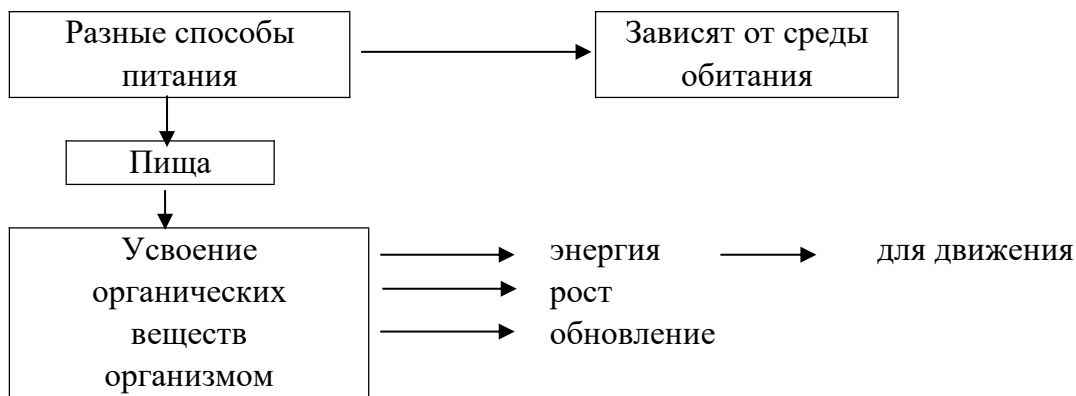 Разные способы
питания
Зависят от среды
обитания
Пища
Усвоение
органических
веществ
организмом
энергия
для движения
рост
обновление